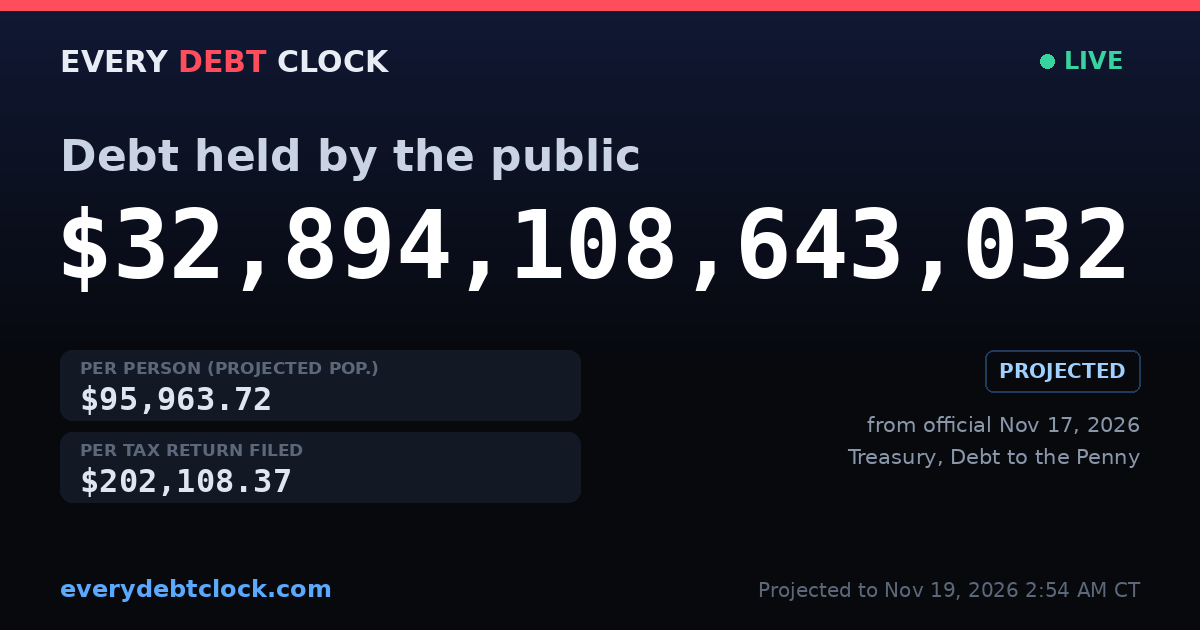 EVERY DEBT CLOCK
LIVE
Debt held by the public
$32,894,108,643,032
PER PERSON (PROJECTED POP.)
$95,963.72
PER TAX RETURN FILED
$202,108.37
PROJECTED
from official Nov 17, 2026
Treasury, Debt to the Penny
everydebtclock.com
Projected to Nov 19, 2026 2:54 AM CT